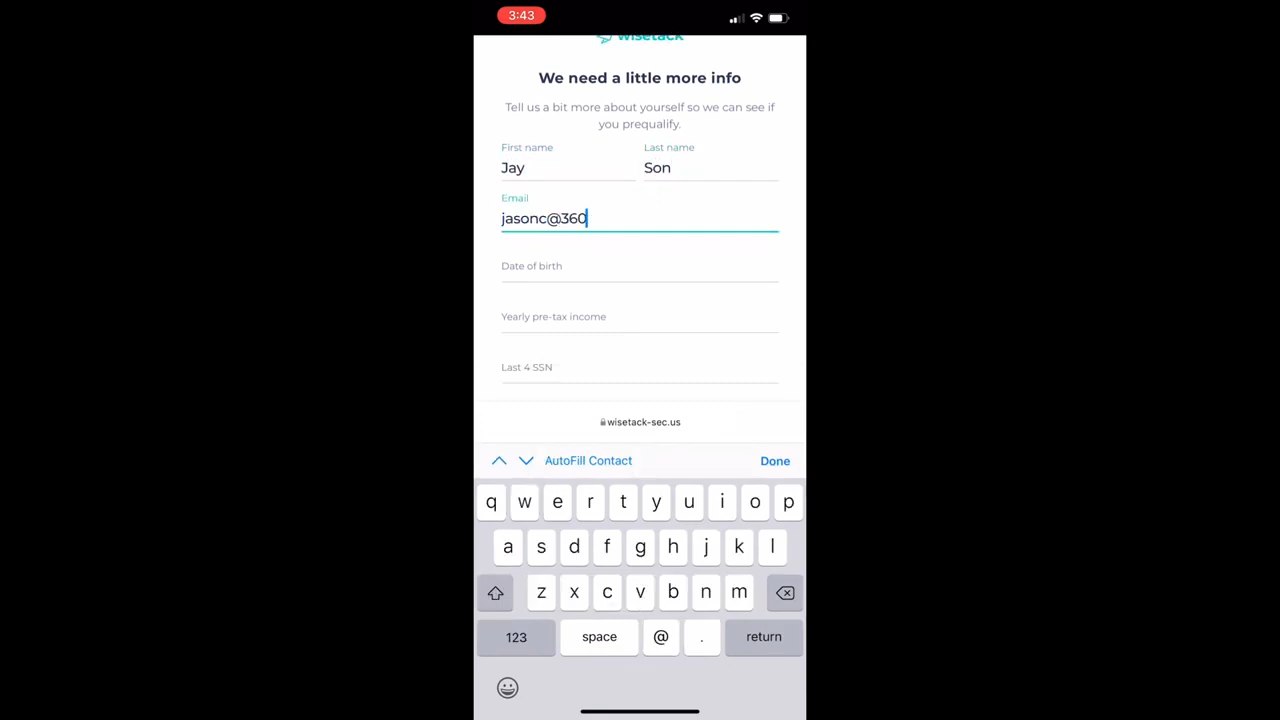 3:43
wisetack
We need a little more info
Tell us a bit more about yourself so we can see if
you prequalify.
First name Last name
Jay Son
Email
jasonc@360
Date of birth
Yearly pre-tax income
Last 4 SSN
wisetack-sec.us
AutoFill Contact Done
q w e r t y u i o p
a s d f g h j k l
z x c v b n m
123 space @ . return